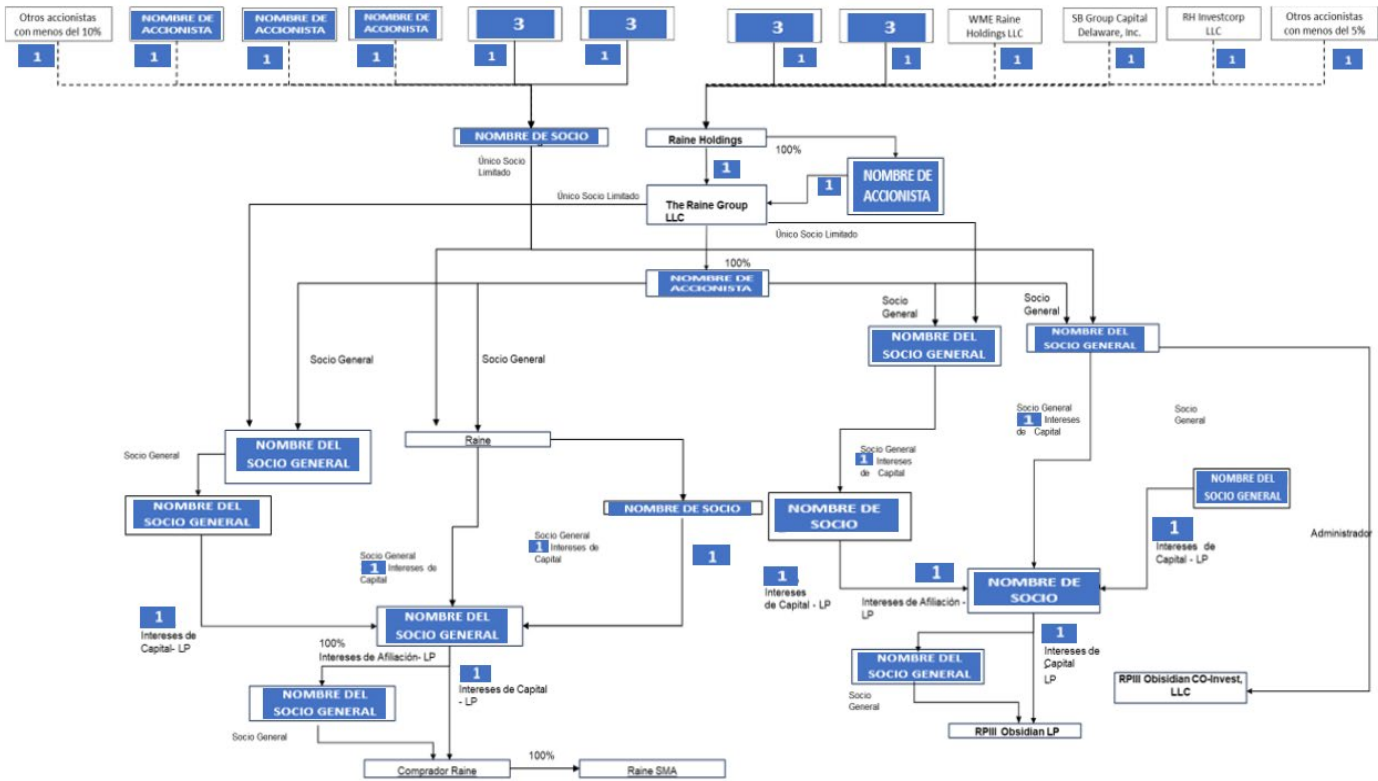 Otros accionistas
con menos del 10%
NOMBRE DE
ACCIONISTA
NOMBRE DE
ACCIONISTA
NOMBRE DE
ACCIONISTA
3
3
3
3
WME Raine
Holdings LLC
SB Group Capital
Delaware, Inc.
RH Investcorp
LLC
Otros accionistas
con menos del 5%
1
1
1
1
1
1
1
1
1
1
1
1
NOMBRE DE SOCIO
Raine Holdings
100%
Único Socio
Limitado
1
NOMBRE DE
ACCIONISTA
1
Único Socio Limitado
The Raine Group
LLC
Único Socio Limitado
100%
NOMBRE DE
ACCIONISTA
Socio
General
Socio
General
NOMBRE DEL
SOCIO GENERAL
NOMBRE DEL
SOCIO GENERAL
Socio General
Socio General
Socio General
1 Intereses
de Capital
Socio
General
NOMBRE DEL
SOCIO GENERAL
Raine
Socio General
Socio General
1 Intereses
de Capital
NOMBRE DEL
SOCIO GENERAL
NOMBRE DEL
SOCIO GENERAL
NOMBRE DE SOCIO
NOMBRE DE
SOCIO
1
Intereses de
Capital - LP
Administrador
Socio General
1 Intereses de
Capital
Socio General
1 Intereses de
Capital
1
1
Intereses
de Capital - LP
1
Intereses de Afiliación -
LP
NOMBRE DE
SOCIO
1
Intereses de
Capital- LP
NOMBRE DEL
SOCIO GENERAL
100%
Intereses de Afiliación- LP
1
Intereses de Capital
- LP
NOMBRE DEL
SOCIO GENERAL
1
Intereses de
Capital
LP
NOMBRE DEL
SOCIO GENERAL
Socio
General
RPIII Obisidian CO-Invest,
LLC
Socio General
RPIII Obsidian LP
Comprador Raine
100%
Raine SMA